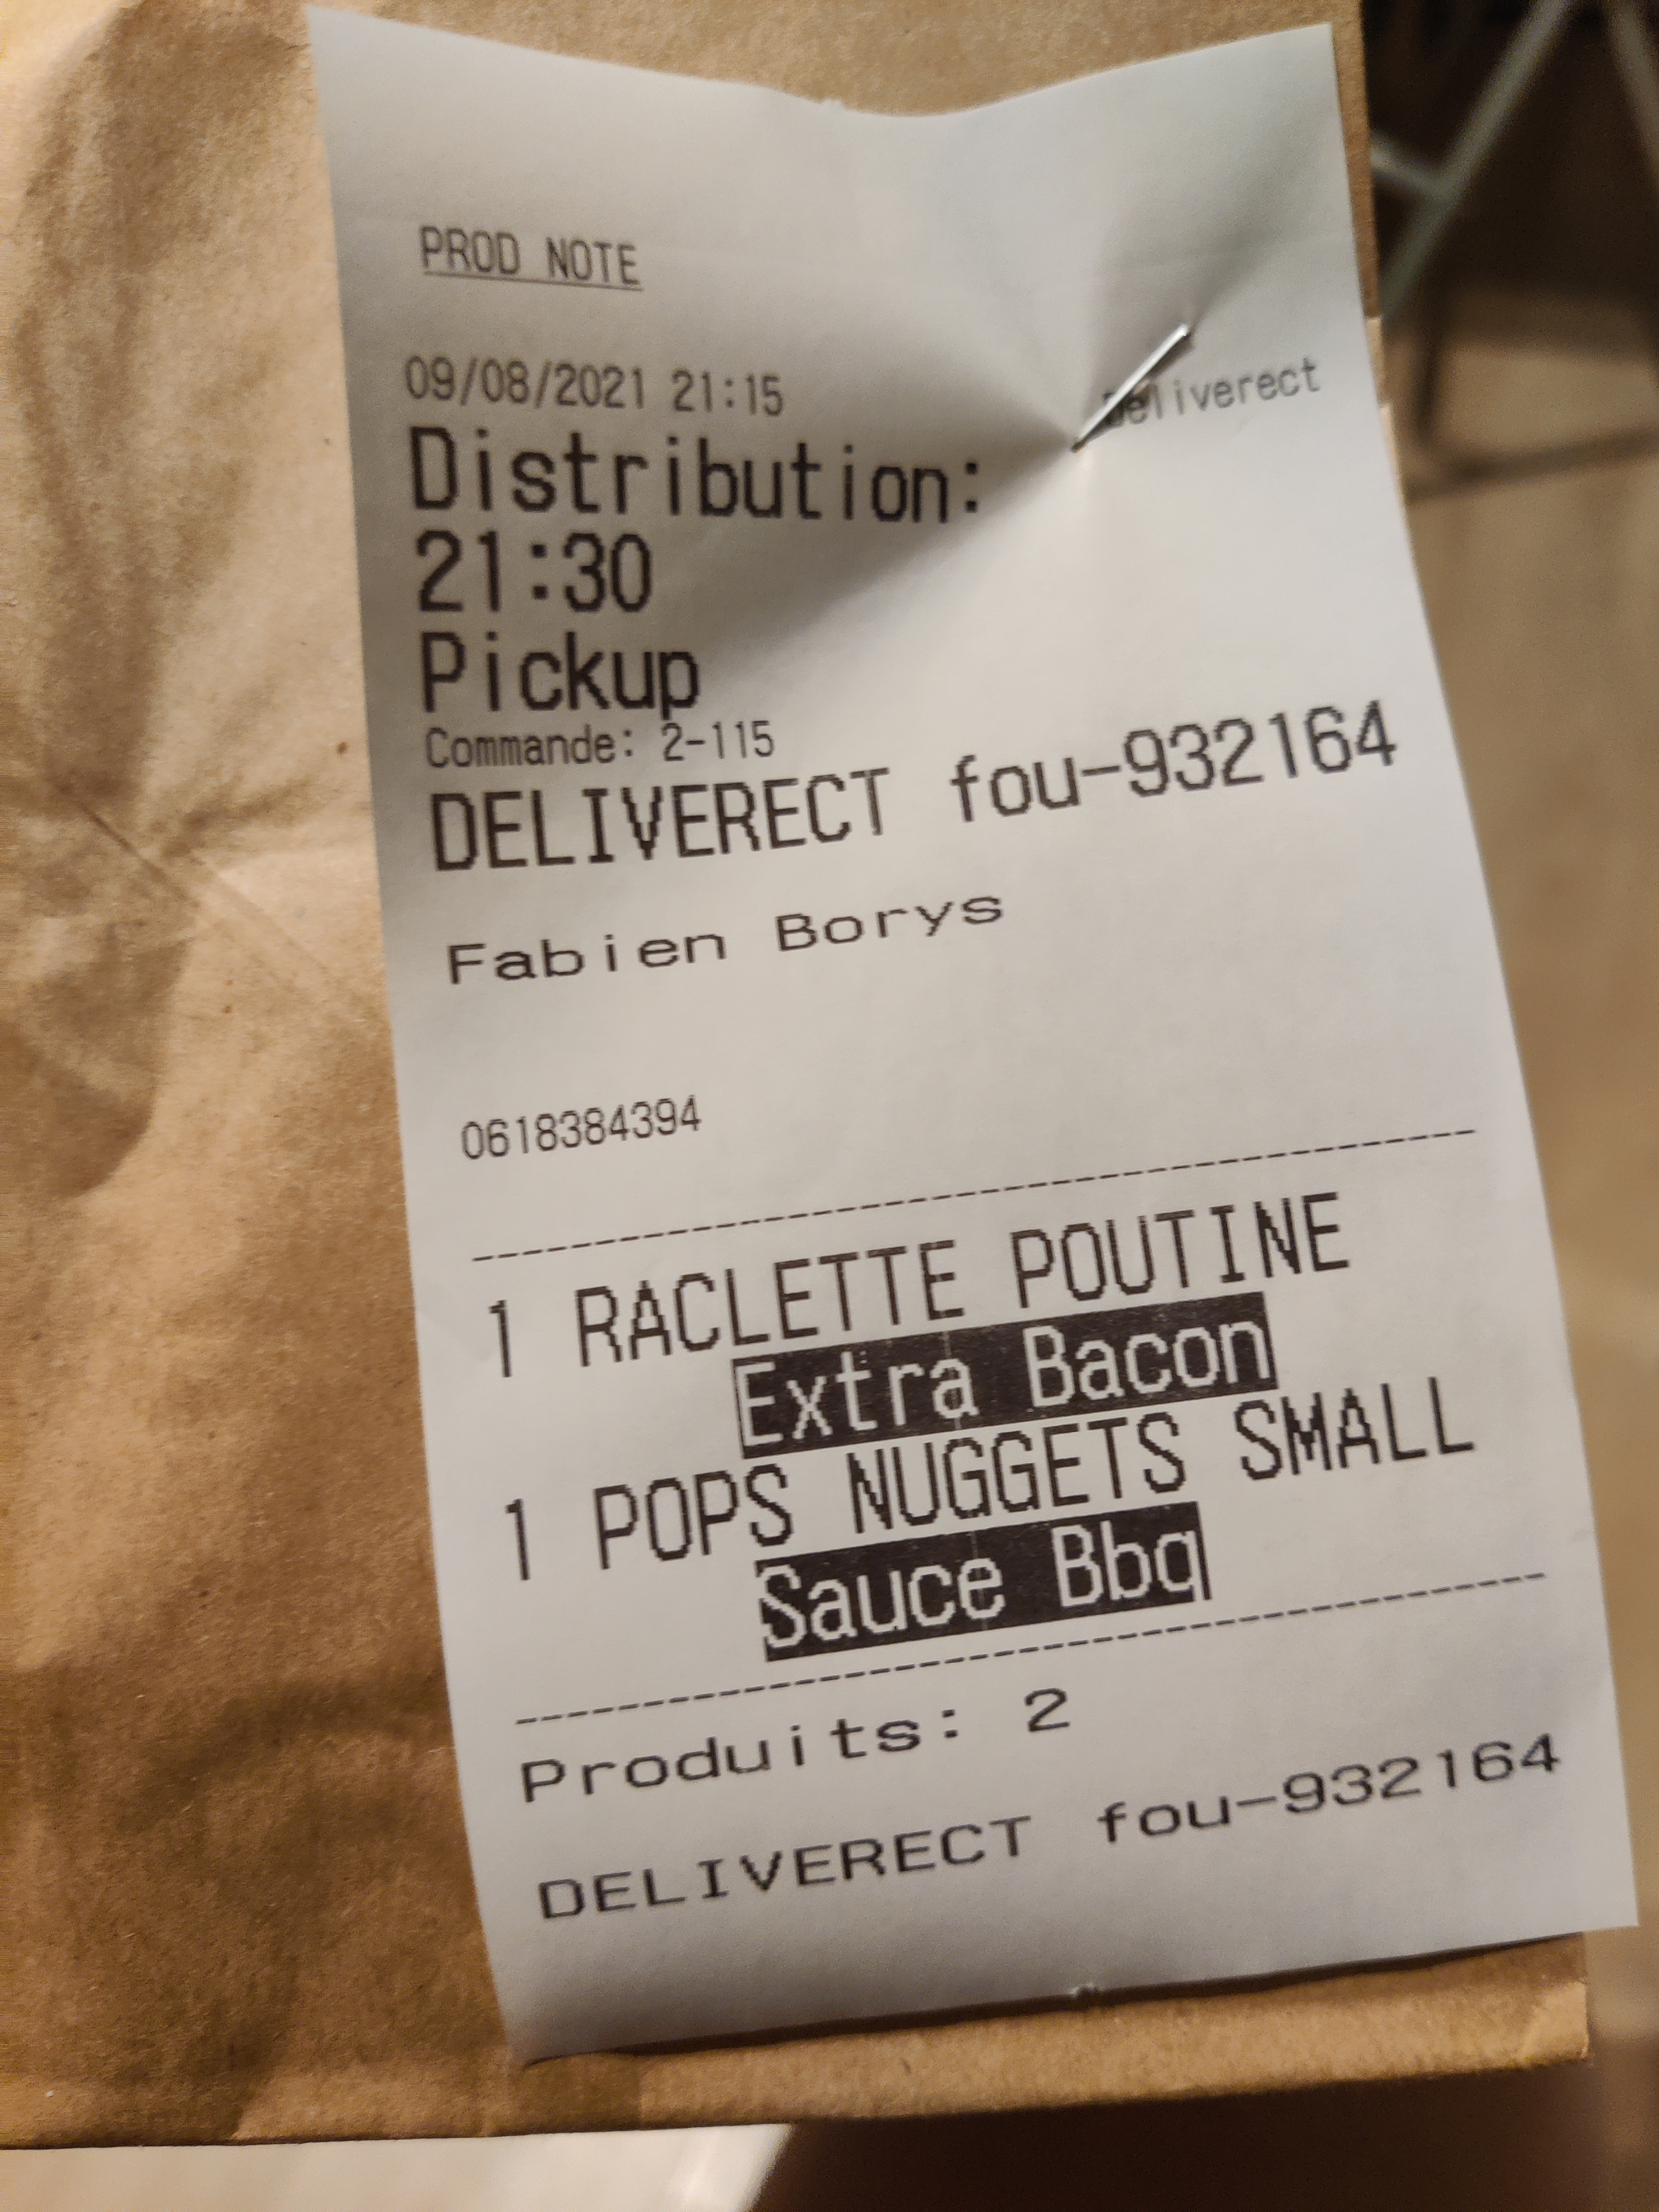 PROD NOTE
09/08/2021 21:15
Deliverect
Distribution:
21:30
Pickup
Commande: 2-115
DELIVERECT fou-932164
Fabien Borys
0618384394
1 RACLETTE POUTINE
Extra Bacon
1 POPS NUGGETS SMALL
Sauce Bbq
Produits: 2
DELIVERECT fou-932164